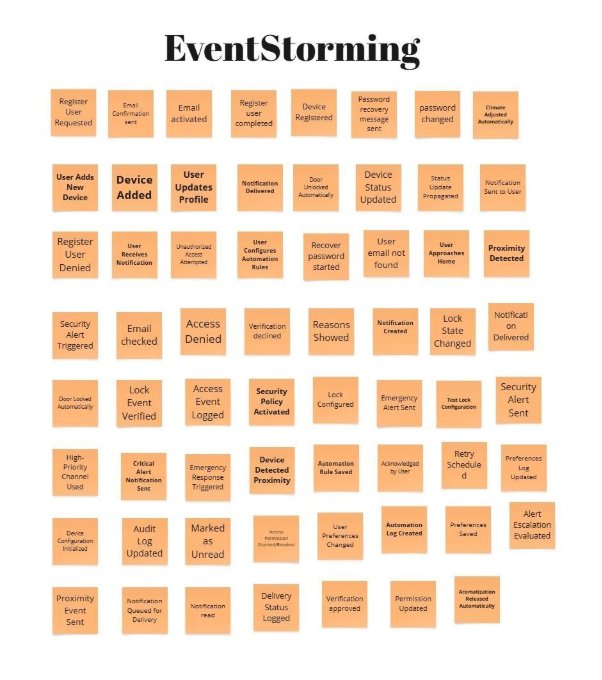 EventStorming
Register
User
Requested
Email
Confirmation
sent
Email
activated
Register
user
completed
Device
Registered
Password
recovery
message
sent
password
changed
Climate
Adjusted
Automatically
User Adds
New
Device
Device
Added
User
Updates
Profile
Notification
Delivered
Door
Unlocked
Automatically
Device
Status
Updated
Status
Update
Propagated
Notification
Sent to User
Register
User
Denied
User
Receives
Notification
Unauthorized
Access
Attempted
User
Configures
Automation
Rules
Recover
password
started
User
email not
found
User
Approaches
Home
Proximity
Detected
Security
Alert
Triggered
Email
checked
Access
Denied
Verification
declined
Reasons
Showed
Notification
Created
Lock
State
Changed
Notificati
on
Delivered
Door Locked
Automatically
Lock
Event
Verified
Access
Event
Logged
Security
Policy
Activated
Lock
Configured
Emergency
Alert Sent
Test Lock
Configuration
Security
Alert
Sent
High-
Priority
Channel
Used
Critical
Alert
Notification
Sent
Emergency
Response
Triggered
Device
Detected
Proximity
Automation
Rule Saved
Acknowledged
by User
Retry
Schedule
d
Preferences
Log
Updated
Device
Configuration
Initialized
Audit
Log
Updated
Marked
as
Unread
Access
Permission
Granted/Revoked
User
Preferences
Changed
Automation
Log Created
Preferences
Saved
Alert
Escalation
Evaluated
Proximity
Event
Sent
Notification
Queued for
Delivery
Notification
read
Delivery
Status
Logged
Verification
approved
Permission
Updated
Aromatization
Released
Automatically